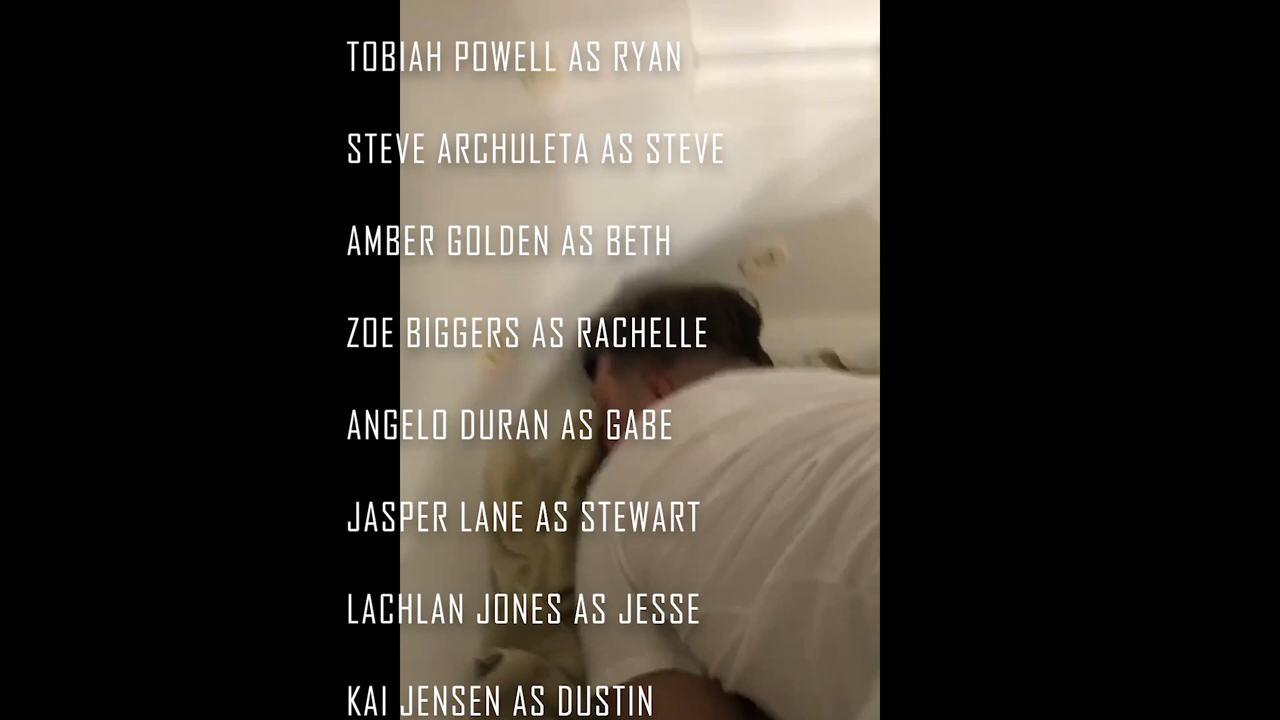 TOBIAH POWELL AS RYAN
STEVE ARCHULETA AS STEVE
AMBER GOLDEN AS BETH
ZOE BIGGERS AS RACHELLE
ANGELO DURAN AS GABE
JASPER LANE AS STEWART
LACHLAN JONES AS JESSE
KAI JENSEN AS DUSTIN